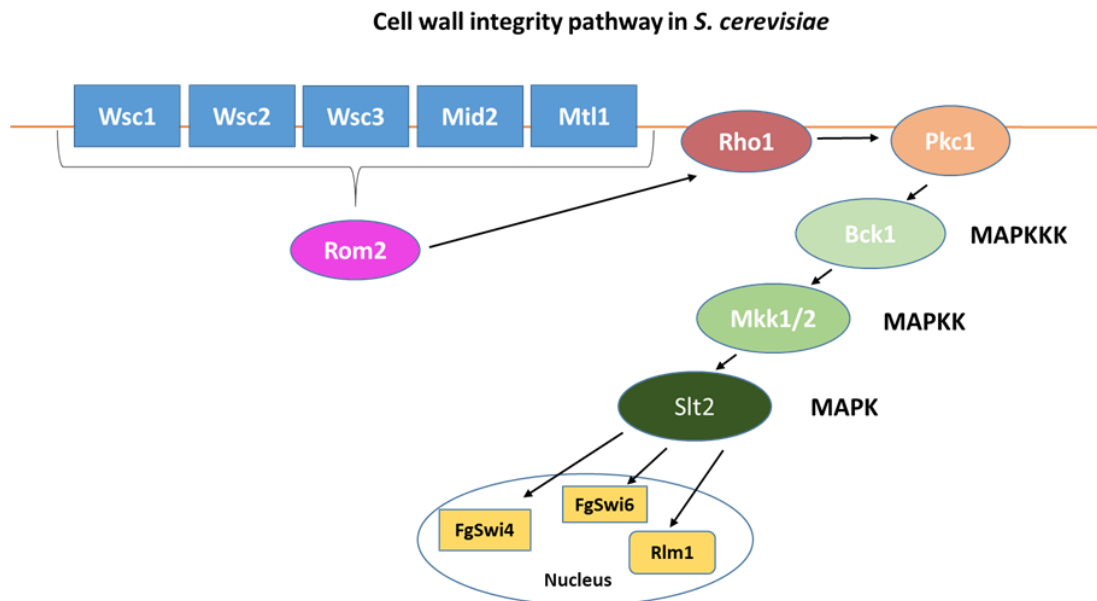 Cell wall integrity pathway in S. cerevisiae
Wsc1
Wsc2
Wsc3
Mid2
Mtl1
Rho1
Pkc1
Rom2
Bck1
MAPKKK
Mkk1/2
MAPKK
Slt2
MAPK
FgSwi4
FgSwi6
Rlm1
Nucleus